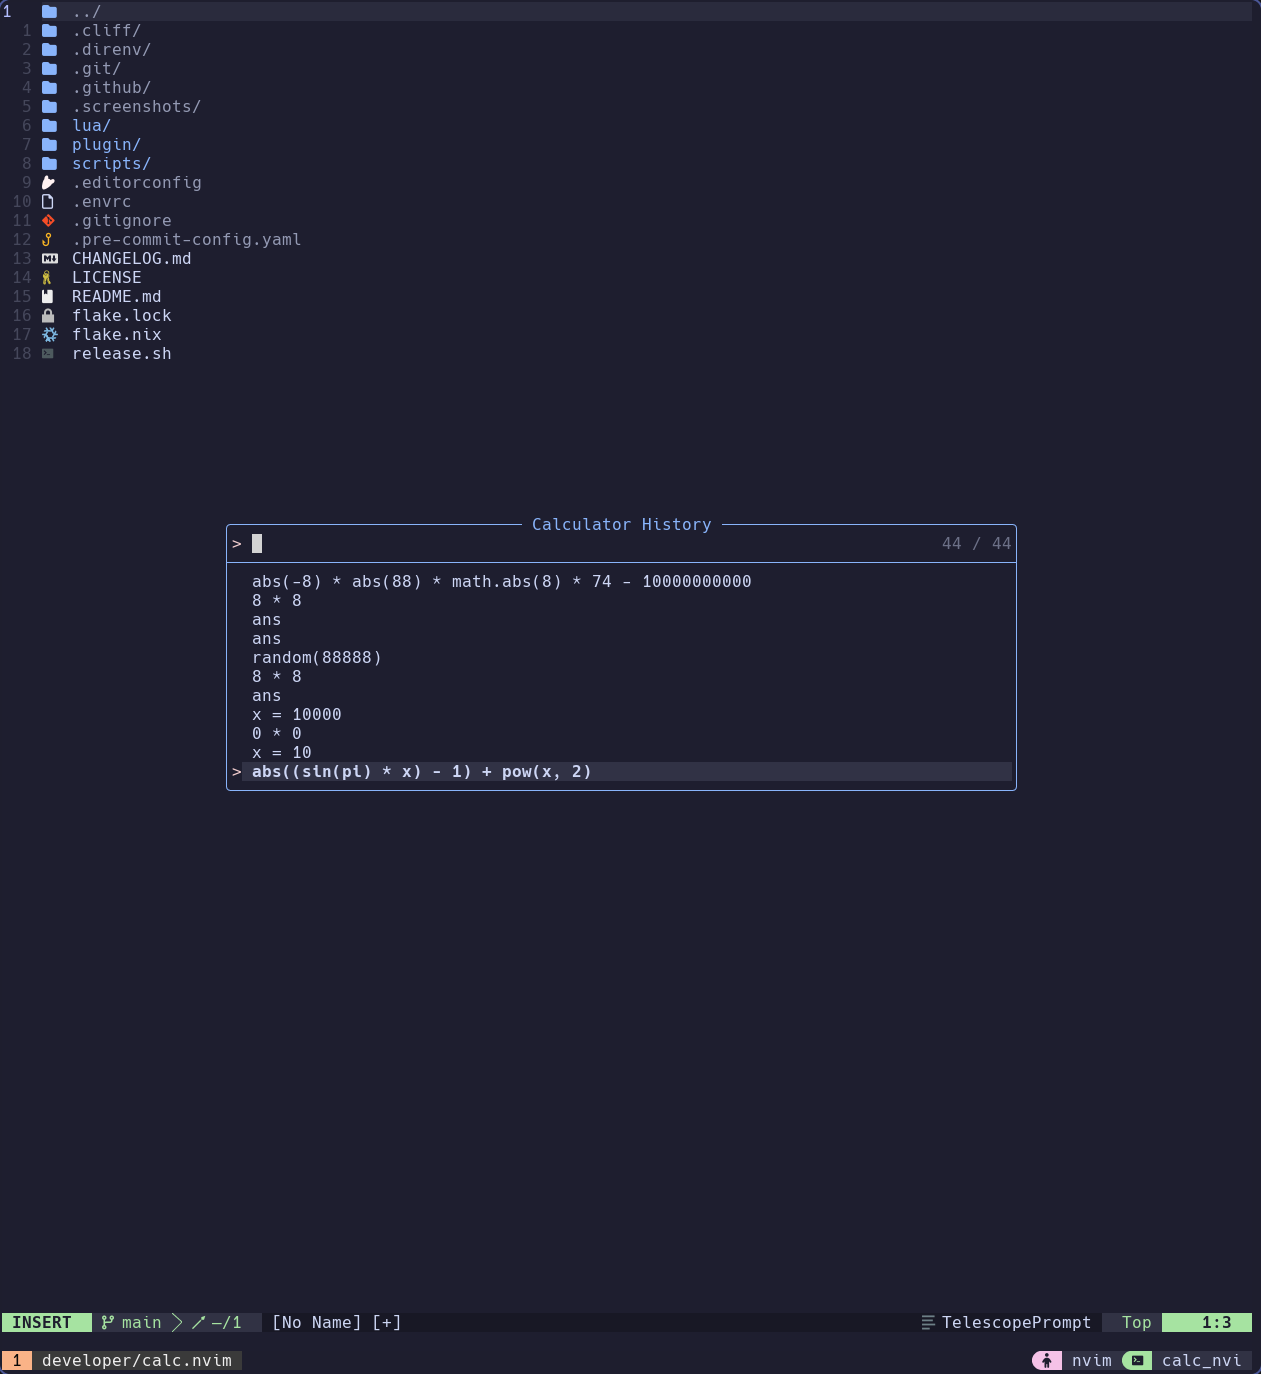 1 ../
1 .cliff/
2 .direnv/
3 .git/
4 .github/
5 .screenshots/
6 lua/
7 plugin/
8 scripts/
9 .editorconfig
10 .envrc
11 .gitignore
12 .pre-commit-config.yaml
13 CHANGELOG.md
14 LICENSE
15 README.md
16 flake.lock
17 flake.nix
18 release.sh
Calculator History
> 44 / 44
abs(-8) * abs(88) * math.abs(8) * 74 - 10000000000
8 * 8
ans
ans
random(88888)
8 * 8
ans
x = 10000
0 * 0
x = 10
> abs((sin(pi) * x) - 1) + pow(x, 2)
INSERT main —/1 [No Name] [+] TelescopePrompt Top 1:3
1 developer/calc.nvim nvim calc_nvi